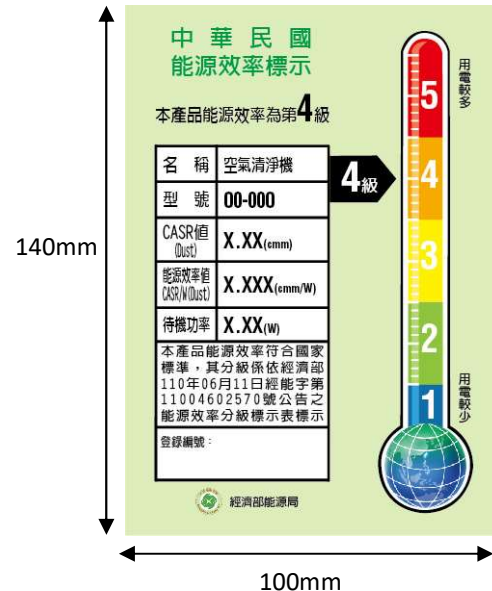 中華民國
能源效率標示
本產品能源效率為第4級
名稱 空氣清淨機
型號 00-000
CASR值(Dust) X.XX(cmm)
能源效率值CASR/W(Dust) X.XXX(cmm/W)
待機功率 X.XX(W)
本產品能源效率符合國家
標準，其分級係依經濟部
110年06月11日經能字第
11004602570號公告之
能源效率分級標示表標示
登錄編號：
經濟部能源局
4級
用電較多
5
4
3
2
1
用電較少
140mm
100mm